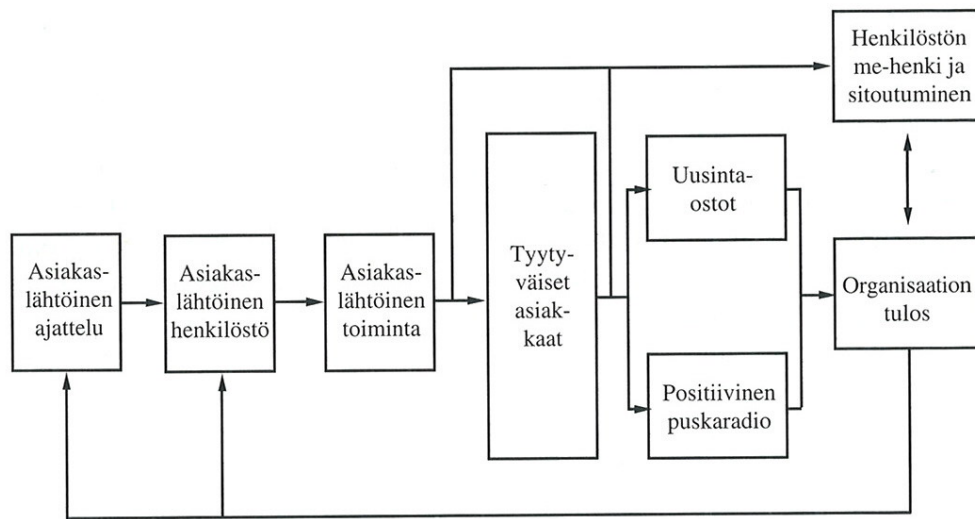 Henkilöstön
me-henki ja
sitoutuminen
Uusinta-
ostot
Asiakas-
lähtöinen
ajattelu
Asiakas-
lähtöinen
henkilöstö
Asiakas-
lähtöinen
toiminta
Tyyty-
väiset
asiak-
kaat
Organisaation
tulos
Positiivinen
puskaradio